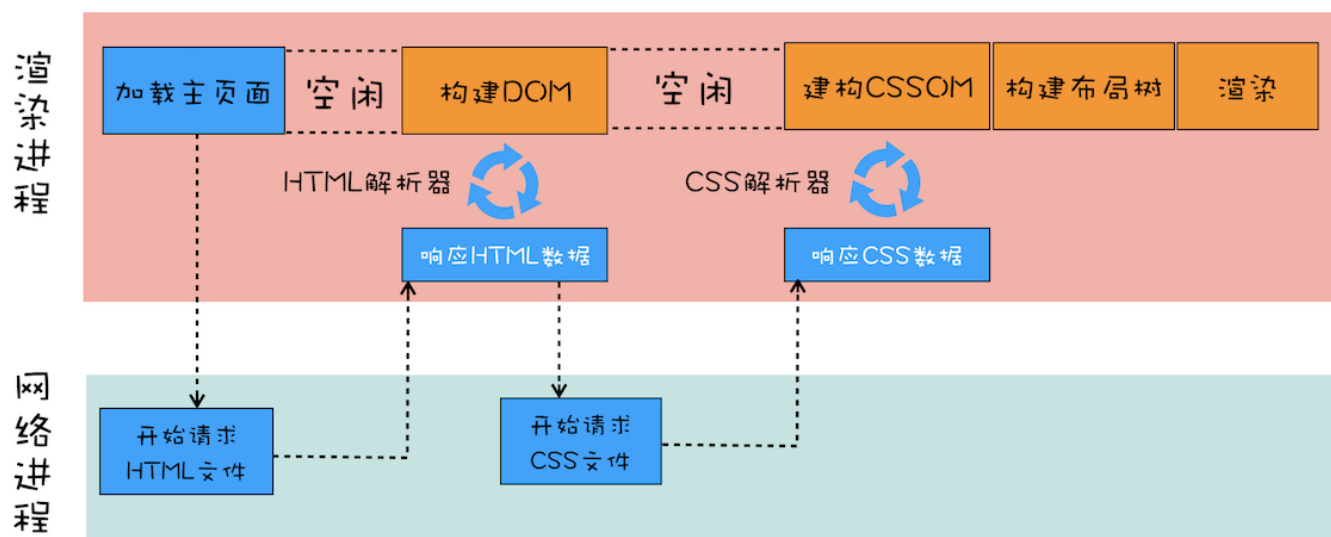 渲染进程
加载主页面
空闲
构建DOM
空闲
建构CSSOM
构建布局树
渲染
HTML解析器
CSS解析器
响应HTML数据
响应CSS数据
网络进程
开始请求
HTML文件
开始请求
CSS文件